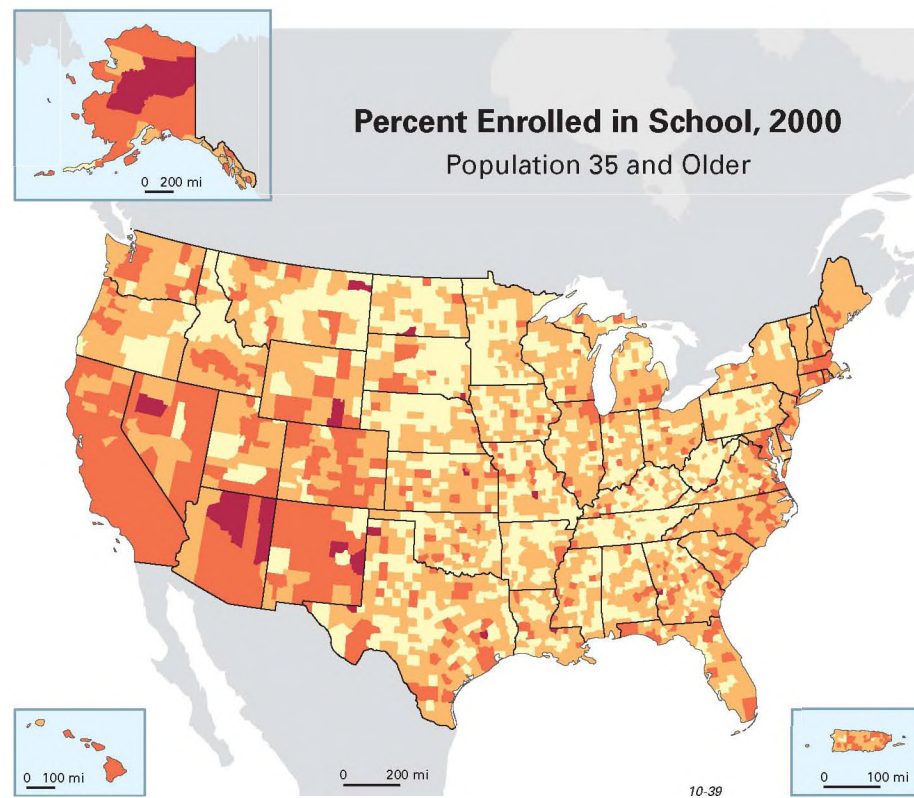 Percent Enrolled in School, 2000
Population 35 and Older
0 200 mi
0 100 mi
0 200 mi
0 100 mi
10-39